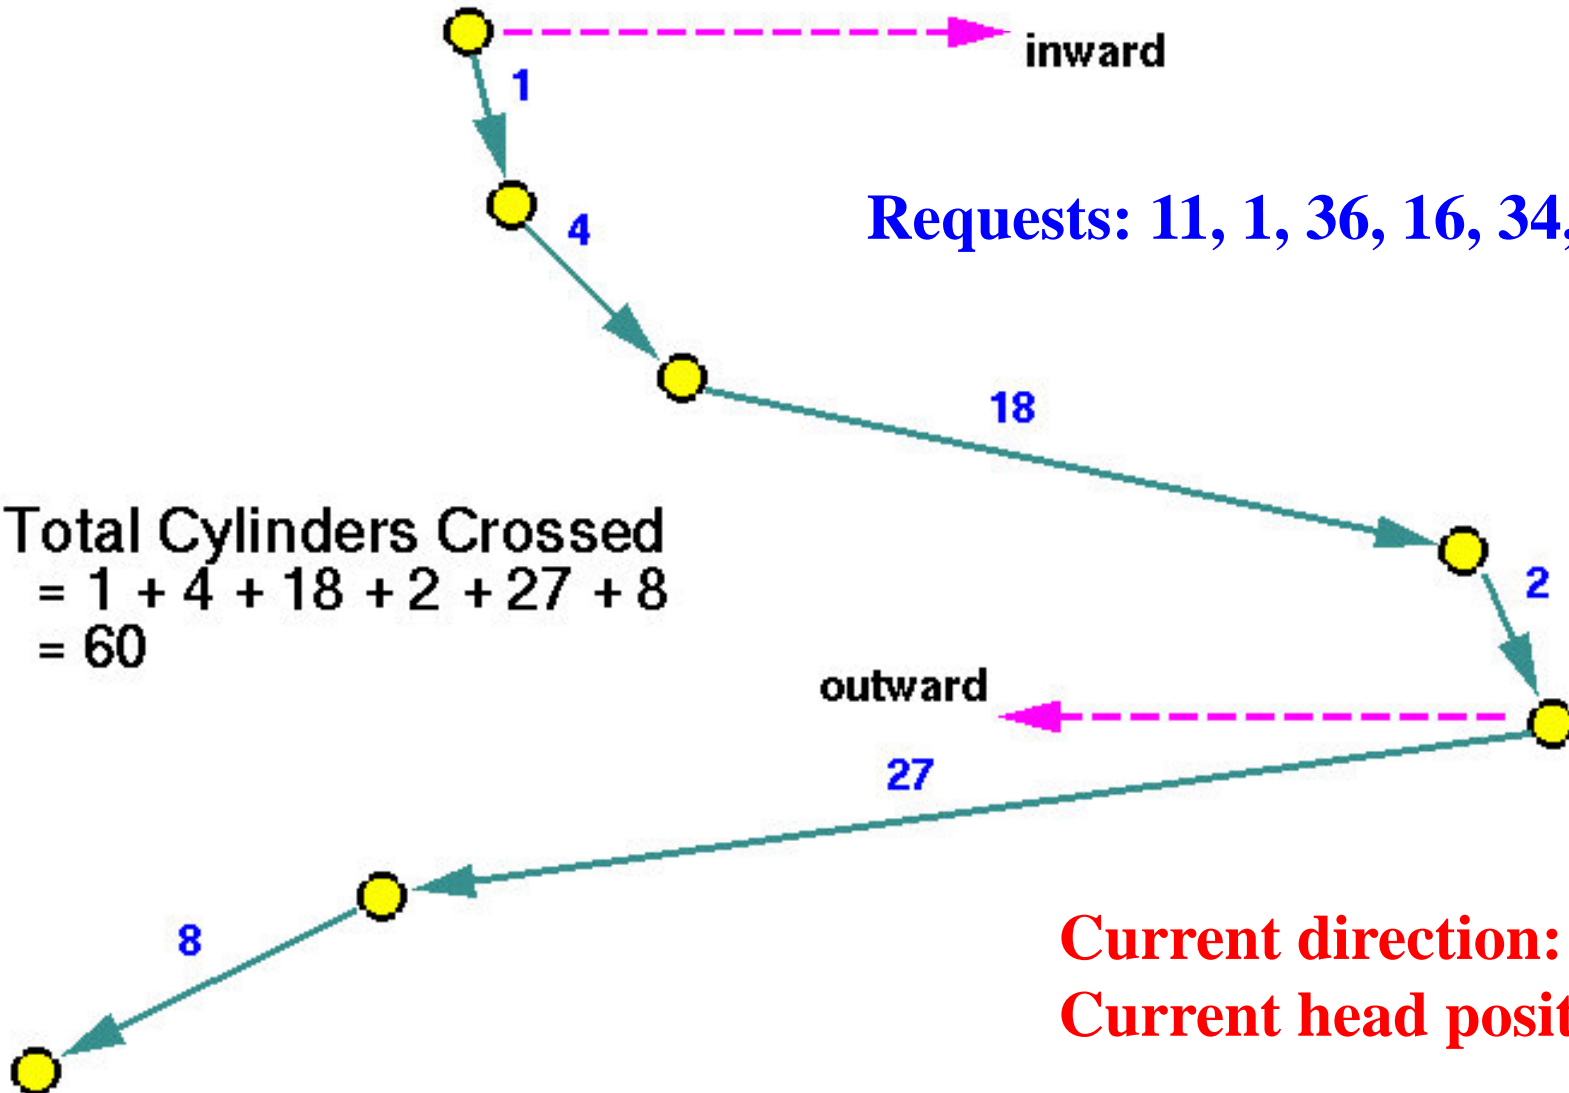 inward
1
Requests: 11, 1, 36, 16, 34,
4
18
Total Cylinders Crossed
= 1 + 4 + 18 + 2 + 27 + 8
= 60
2
outward
27
8
Current direction:
Current head posit